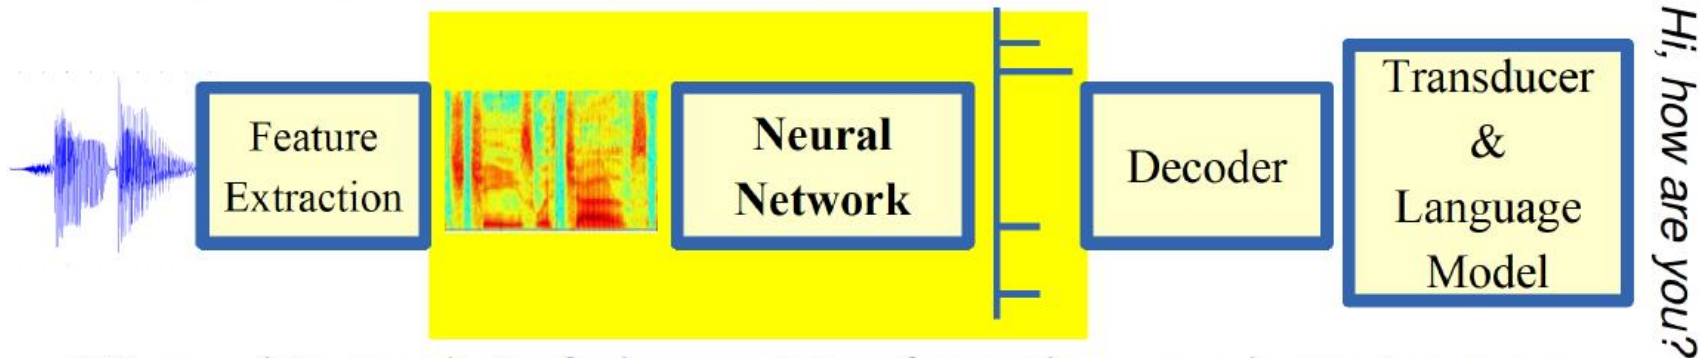 Feature
Extraction
Neural
Network
Decoder
Transducer
&
Language
Model
Hi, how are you?